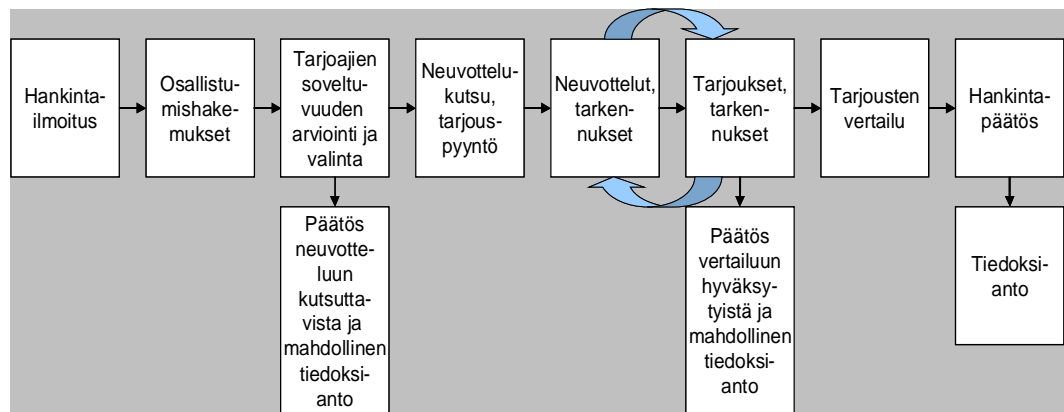 Hankinta-
ilmoitus
Osallistu-
mishake-
mukset
Tarjoajien
soveltu-
vuuden
arviointi ja
valinta
Neuvottelu-
kutsu,
tarjous-
pyyntö
Neuvottelut,
tarken-
nukset
Tarjoukset,
tarken-
nukset
Tarjousten
vertailu
Hankinta-
päätös
Päätös
neuvotte-
luun
kutsutta-
vista ja
mahdollinen
tiedoksi-
anto
Päätös
vertailuun
hyväksy-
tyistä ja
mahdollinen
tiedoksi-
anto
Tiedoksi-
anto